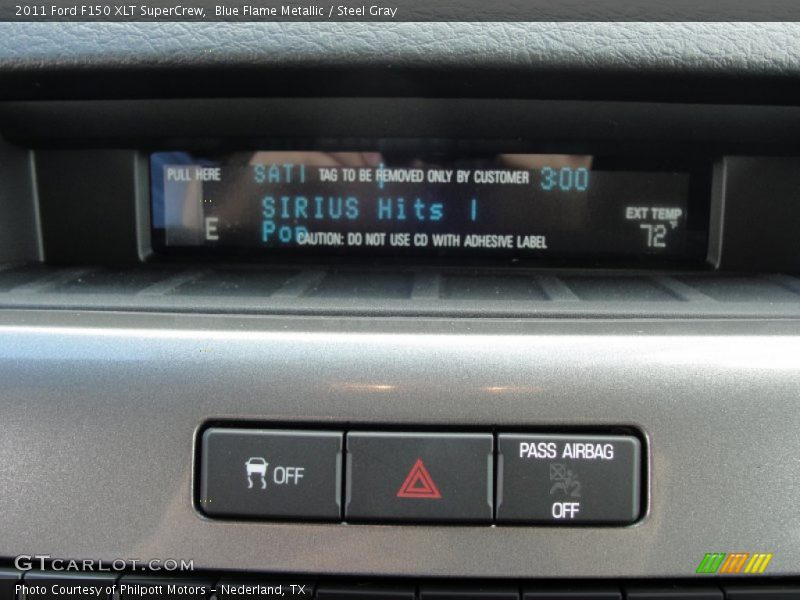 2011 Ford F150 XLT SuperCrew,  Blue Flame Metallic / Steel Gray
PULL HERE SAT1 TAG TO BE REMOVED ONLY BY CUSTOMER 3:00
SIRIUS Hits 1 EXT TEMP
E Pop 72°
CAUTION: DO NOT USE CD WITH ADHESIVE LABEL
OFF
PASS AIRBAG
2
OFF
GTCARLOT.COM
Photo Courtesy of Philpott Motors – Nederland, TX